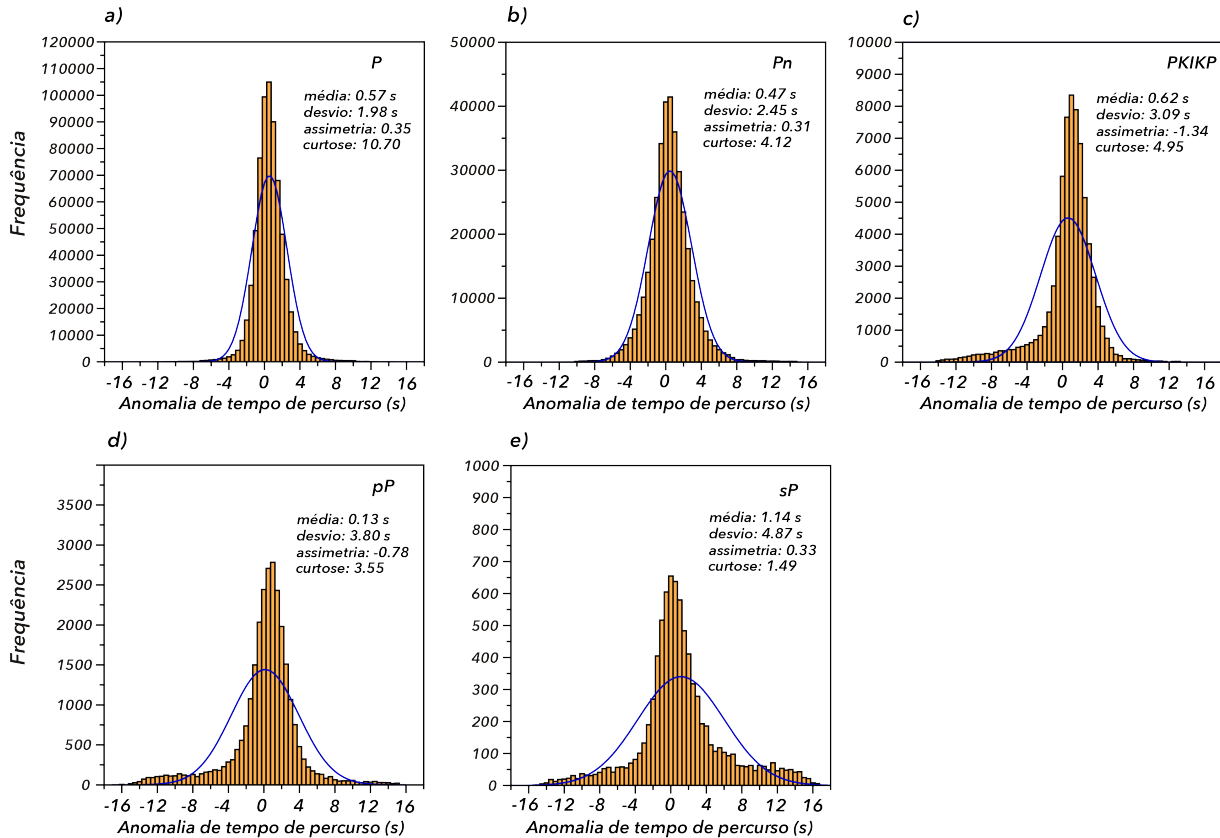 a)
P
média: 0.57 s
desvio: 1.98 s
assimetria: 0.35
curtose: 10.70
120000
110000
100000
90000
80000
70000
60000
50000
40000
30000
20000
10000
0
Frequência
-16 -12 -8 -4 0 4 8 12 16
Anomalia de tempo de percurso (s)
b)
Pn
média: 0.47 s
desvio: 2.45 s
assimetria: 0.31
curtose: 4.12
50000
40000
30000
20000
10000
0
-16 -12 -8 -4 0 4 8 12 16
Anomalia de tempo de percurso (s)
c)
PKIKP
média: 0.62 s
desvio: 3.09 s
assimetria: -1.34
curtose: 4.95
10000
9000
8000
7000
6000
5000
4000
3000
2000
1000
0
-16 -12 -8 -4 0 4 8 12 16
Anomalia de tempo de percurso (s)
d)
pP
média: 0.13 s
desvio: 3.80 s
assimetria: -0.78
curtose: 3.55
3500
3000
2500
2000
1500
1000
500
0
Frequência
-16 -12 -8 -4 0 4 8 12 16
Anomalia de tempo de percurso (s)
e)
sP
média: 1.14 s
desvio: 4.87 s
assimetria: 0.33
curtose: 1.49
1000
900
800
700
600
500
400
300
200
100
0
-16 -12 -8 -4 0 4 8 12 16
Anomalia de tempo de percurso (s)